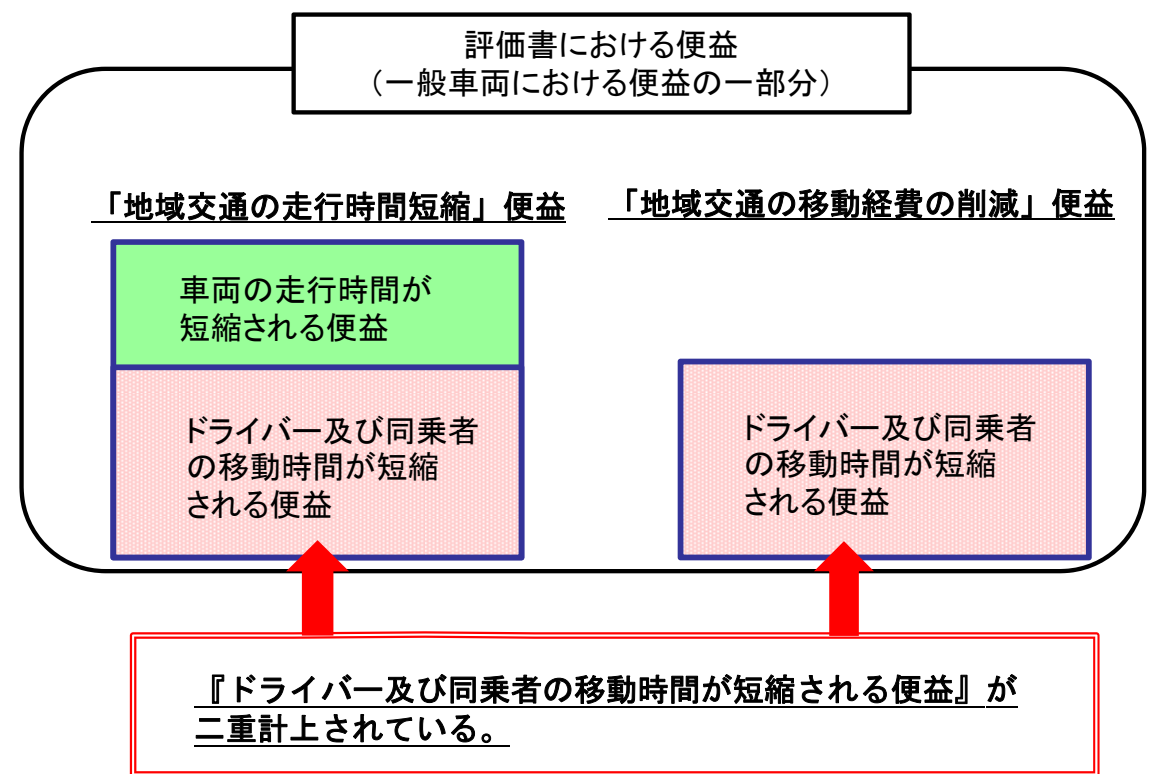 評価書における便益
（一般車両における便益の一部分）
「地域交通の走行時間短縮」便益
「地域交通の移動経費の削減」便益
車両の走行時間が
短縮される便益
ドライバー及び同乗者
の移動時間が短縮
される便益
ドライバー及び同乗者
の移動時間が短縮
される便益
『ドライバー及び同乗者の移動時間が短縮される便益』が
二重計上されている。